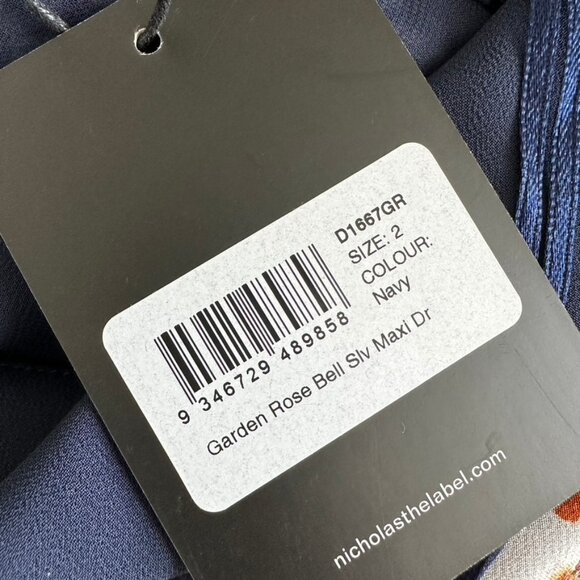 D1667GR
SIZE: 2
COLOUR:
Navy
9 346729 489858
Garden Rose Bell Slv Maxi Dr
nicholasthelabel.com